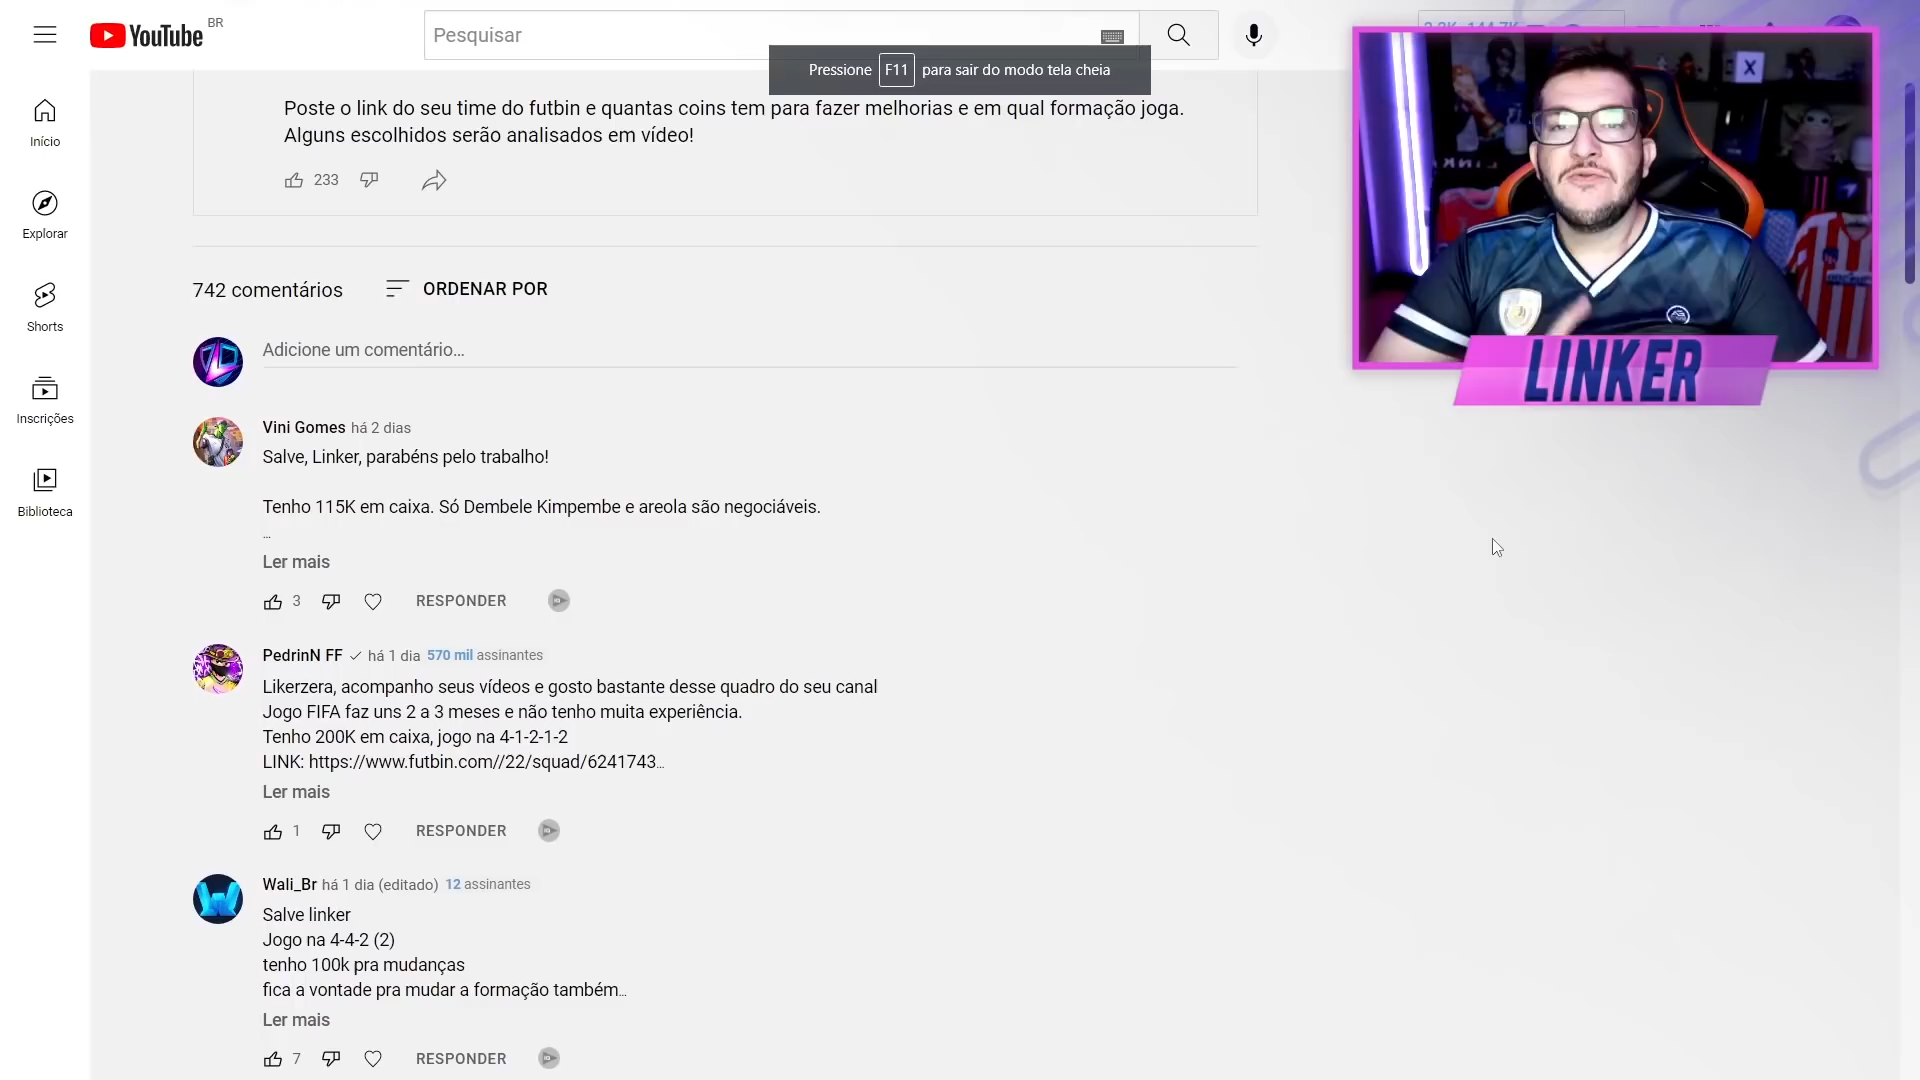 YouTube BR
Pesquisar
Pressione F11 para sair do modo tela cheia
Início
Explorar
Shorts
Inscrições
Biblioteca
Poste o link do seu time do futbin e quantas coins tem para fazer melhorias e em qual formação joga.
Alguns escolhidos serão analisados em vídeo!
233
742 comentários
ORDENAR POR
Adicione um comentário...
Vini Gomes há 2 dias
Salve, Linker, parabéns pelo trabalho!
Tenho 115K em caixa. Só Dembele Kimpembe e areola são negociáveis.
...
Ler mais
3
RESPONDER
PedrinN FF há 1 dia 570 mil assinantes
Likerzera, acompanho seus vídeos e gosto bastante desse quadro do seu canal
Jogo FIFA faz uns 2 a 3 meses e não tenho muita experiência.
Tenho 200K em caixa, jogo na 4-1-2-1-2
LINK: https://www.futbin.com//22/squad/6241743...
Ler mais
1
RESPONDER
Wali_Br há 1 dia (editado) 12 assinantes
Salve linker
Jogo na 4-4-2 (2)
tenho 100k pra mudanças
fica a vontade pra mudar a formação também...
Ler mais
7
RESPONDER
X
LINKER